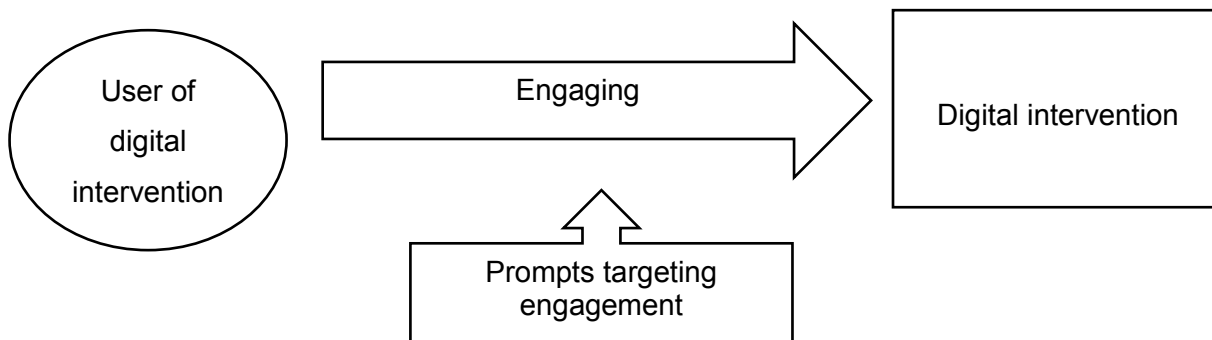 User of
digital
intervention
Engaging
Digital intervention
Prompts targeting
engagement